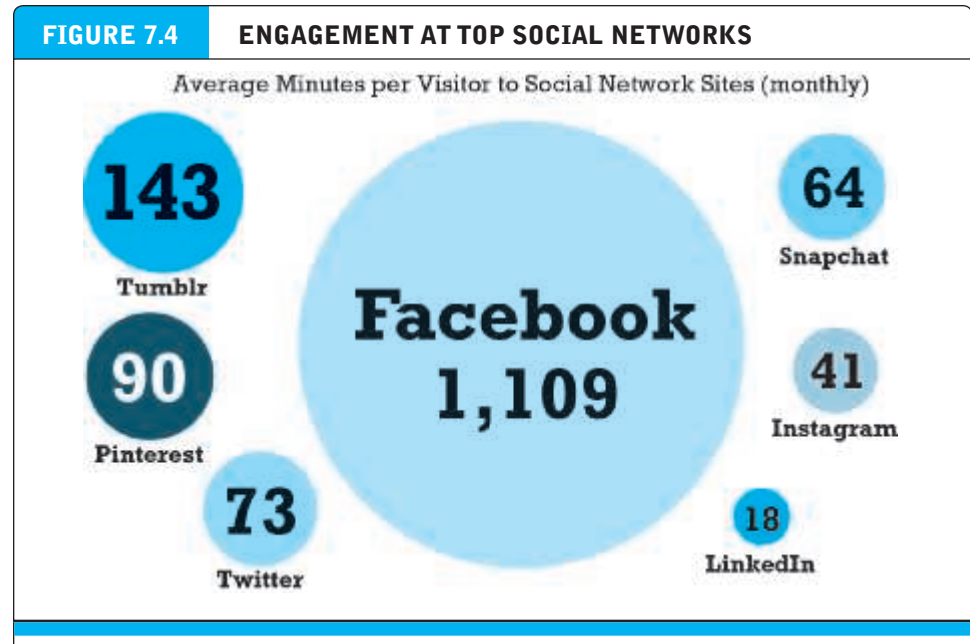 FIGURE 7.4 ENGAGEMENT AT TOP SOCIAL NETWORKS
Average Minutes per Visitor to Social Network Sites (monthly)
143
Tumblr
90
Pinterest
73
Twitter
Facebook
1,109
64
Snapchat
41
Instagram
18
LinkedIn